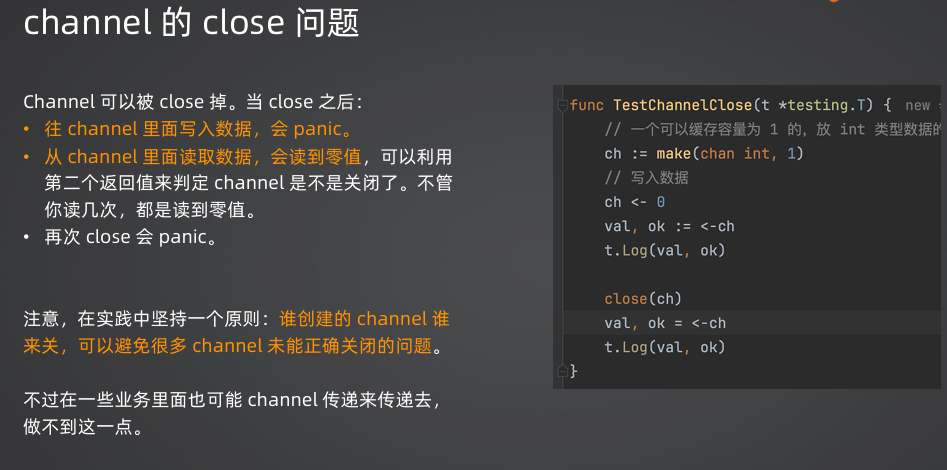 channel 的 close 问题
Channel 可以被 close 掉。当 close 之后：
• 往 channel 里面写入数据，会 panic。
• 从 channel 里面读取数据，会读到零值，可以利用
第二个返回值来判定 channel 是不是关闭了。不管
你读几次，都是读到零值。
• 再次 close 会 panic。
注意，在实践中坚持一个原则：谁创建的 channel 谁
来关，可以避免很多 channel 未能正确关闭的问题。
不过在一些业务里面也可能 channel 传递来传递去，
做不到这一点。
func TestChannelClose(t *testing.T) { new
// 一个可以缓存容量为 1 的，放 int 类型数据的
ch := make(chan int, 1)
// 写入数据
ch <- 0
val, ok := <-ch
t.Log(val, ok)
close(ch)
val, ok = <-ch
t.Log(val, ok)
}